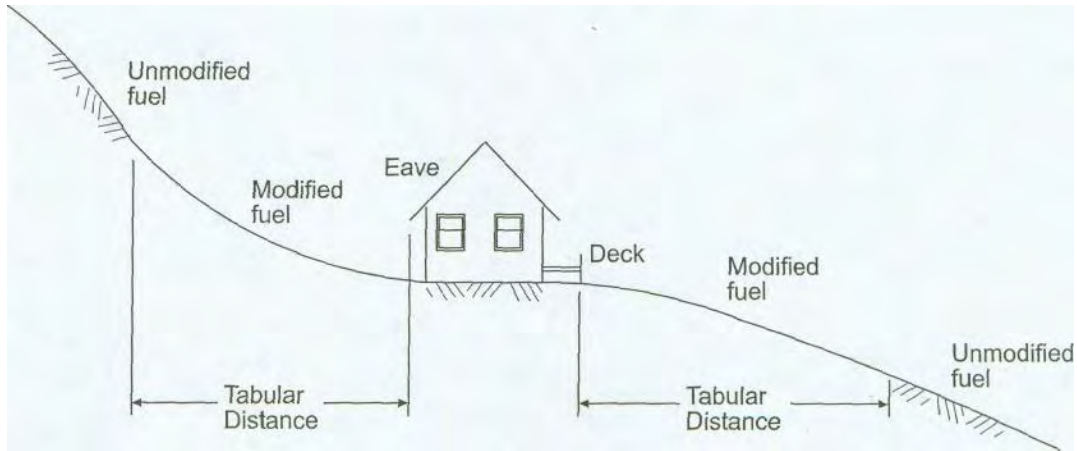 Unmodified
fuel
Modified
fuel
Eave
Deck
Modified
fuel
Unmodified
fuel
Tabular
Distance
Tabular
Distance